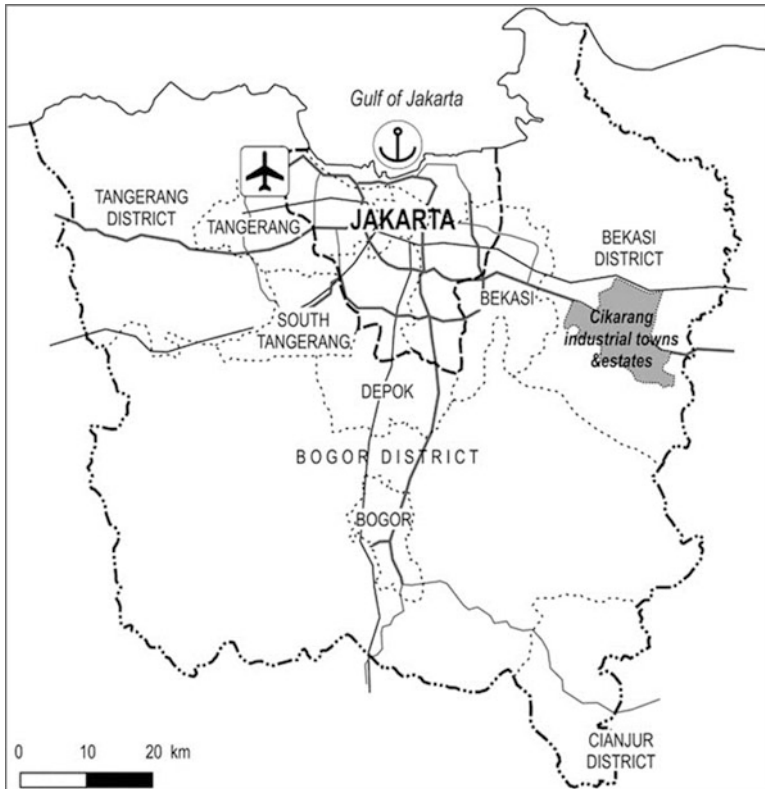 Gulf of Jakarta
TANGERANG
DISTRICT
TANGERANG
JAKARTA
BEKASI
DISTRICT
BEKASI
Cikarang
industrial towns
&estates
SOUTH
TANGERANG
DEPOK
BOGOR DISTRICT
BOGOR
CIANJUR
DISTRICT
0 10 20 km